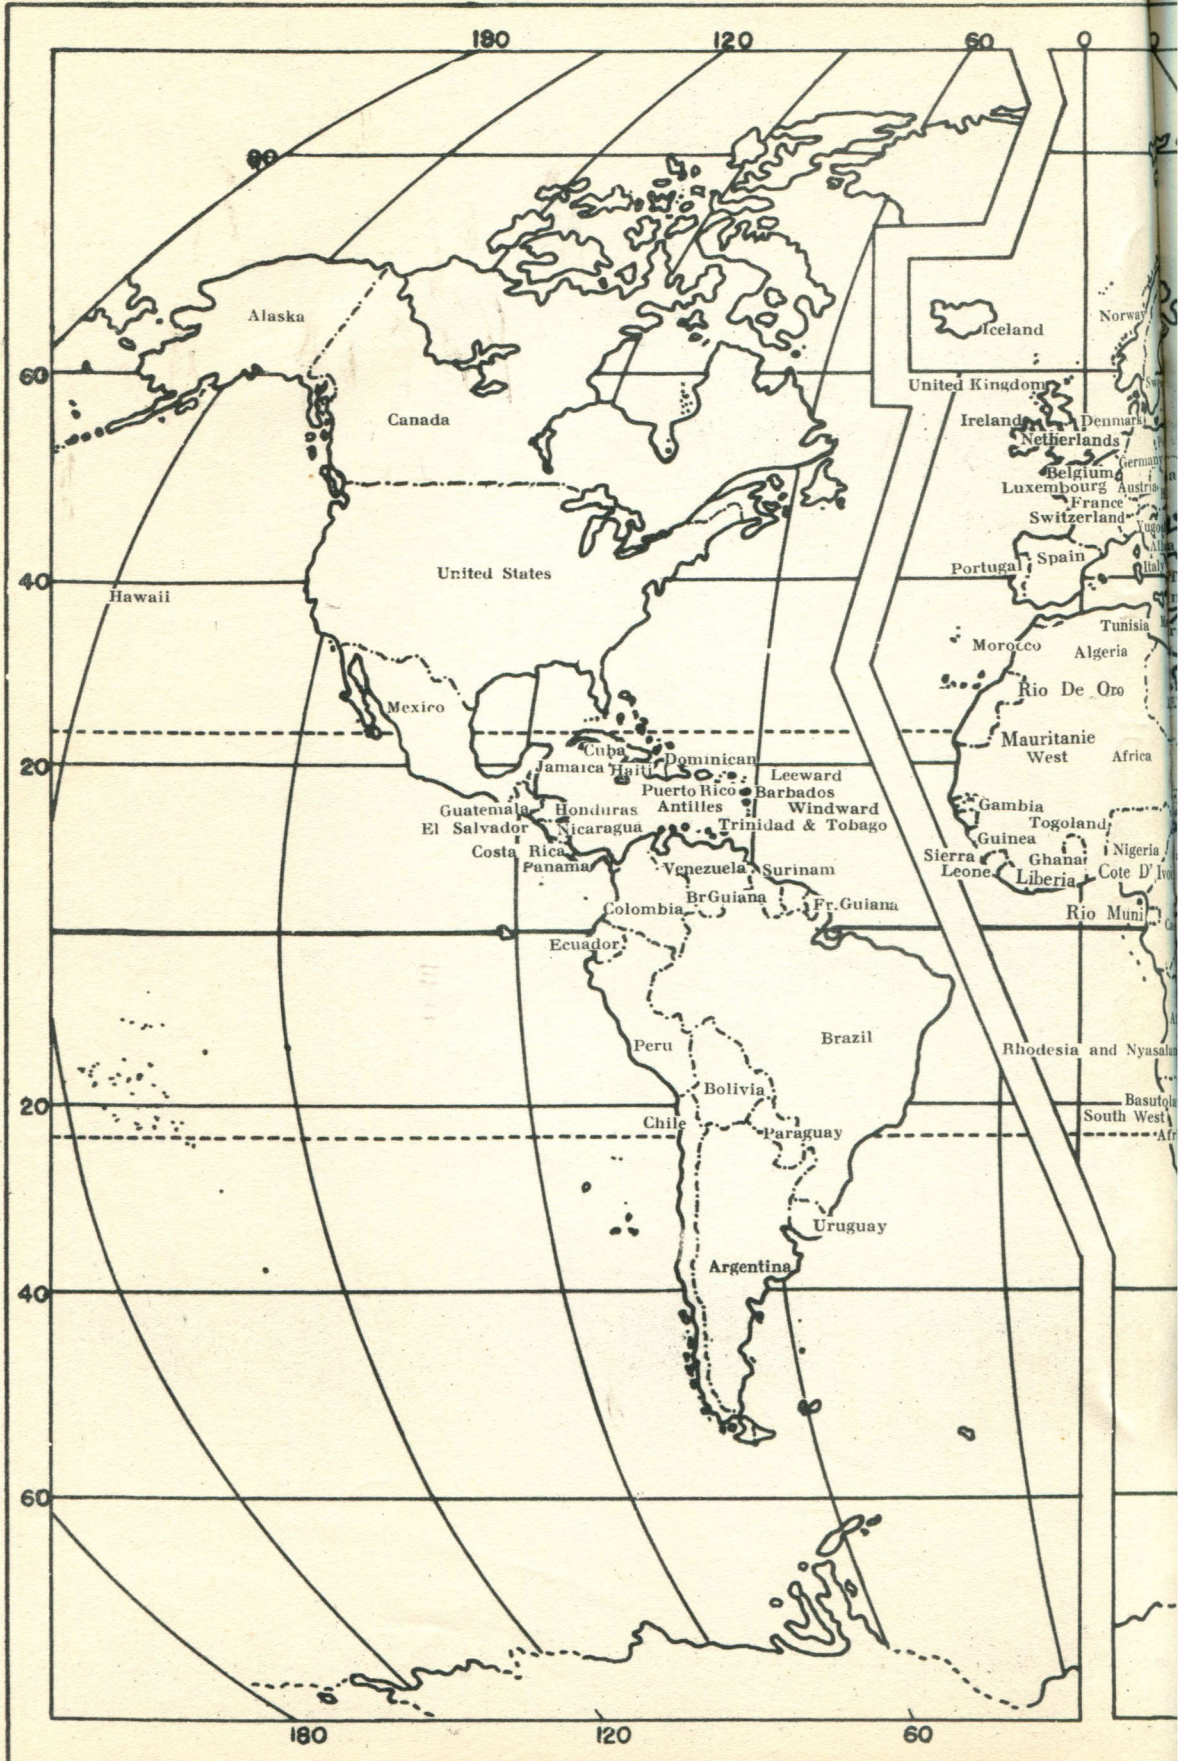 180 120 60 0
80
Alaska
Norway
Iceland
60
United Kingdom
Canada
Ireland Denmark
Netherlands
Germany
Belgium
Luxembourg Austria
France
Switzerland
Spain
Italy
Portugal
United States
40
Hawaii
Tunisia
Morocco
Algeria
Rio De Oro
Mexico
Mauritanie
Cuba
West Africa
Dominican
20
Jamaica Haiti
Leeward
Puerto Rico Barbados
Antilles
Windward
Gambia
Guatemala Honduras
Togoland
El Salvador Nicaragua
Trinidad & Tobago
Guinea
Costa Rica
Nigeria
Sierra
Leone
Ghana
Panama
Venezuela Surinam
Liberia Cote D'
Br Guiana
Colombia
Fr. Guiana
Rio Muni
Ecuador
Brazil
Peru
Rhodesia and
Bolivia
20
South West
Chile
Paraguay
Uruguay
Argentina
40
60
180 120 60